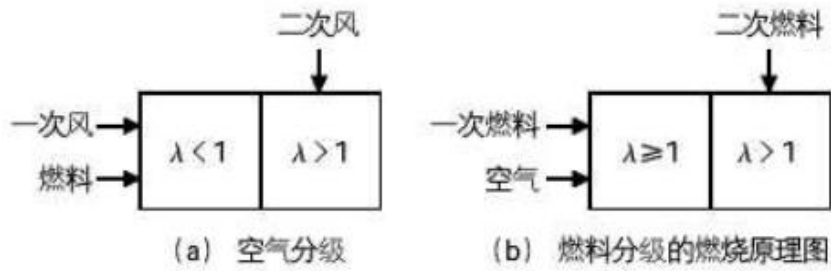 二次风
二次燃料
一次风
λ<1
λ>1
燃料
一次燃料
λ≥1
λ>1
空气
(a) 空气分级
(b) 燃料分级的燃烧原理图